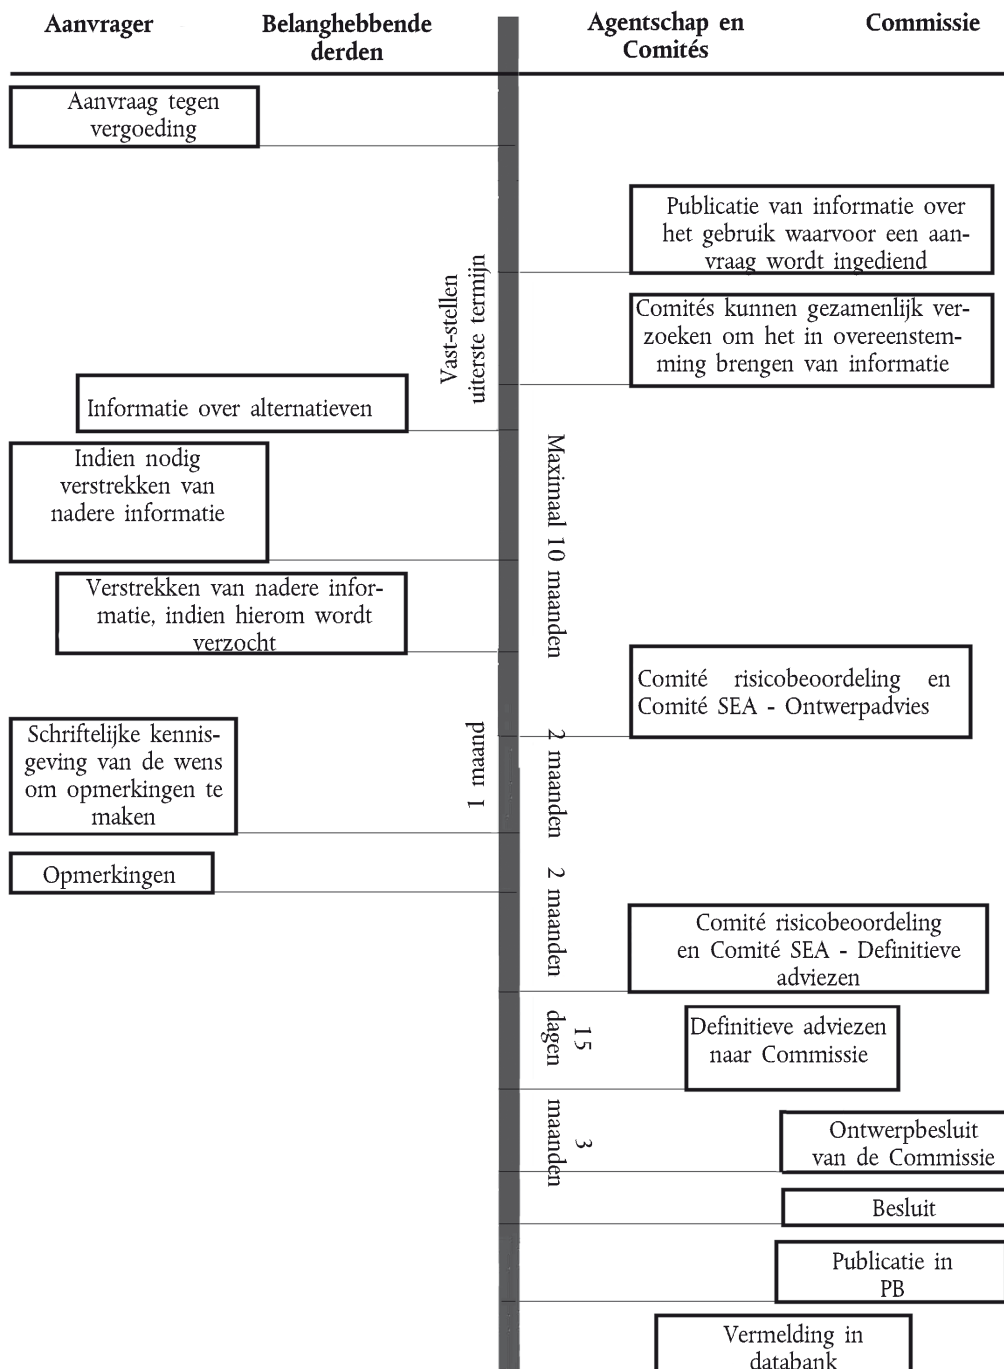 Aanvrager
Belanghebbende
derden
Agentschap en
Comités
Commissie
Aanvraag tegen
vergoeding
Publicatie van informatie over
het gebruik waarvoor een aan-
vraag wordt ingediend
Vast-stellen
uiterste termijn
Comités kunnen gezamenlijk ver-
zoeken om het in overeenstem-
ming brengen van informatie
Informatie over alternatieven
Indien nodig
verstrekken van
nadere informatie
Maximaal 10 maanden
Verstrekken van nadere infor-
matie, indien hierom wordt
verzocht
Comité risicobeoordeling en
Comité SEA - Ontwerpadvies
Schriftelijke kennis-
geving van de wens
om opmerkingen te
maken
1 maand
2 maanden
Opmerkingen
2 maanden
Comité risicobeoordeling
en Comité SEA - Definitieve
adviezen
15
dagen
Definitieve adviezen
naar Commissie
3
maanden
Ontwerpbesluit
van de Commissie
Besluit
Publicatie in
PB
Vermelding in
databank